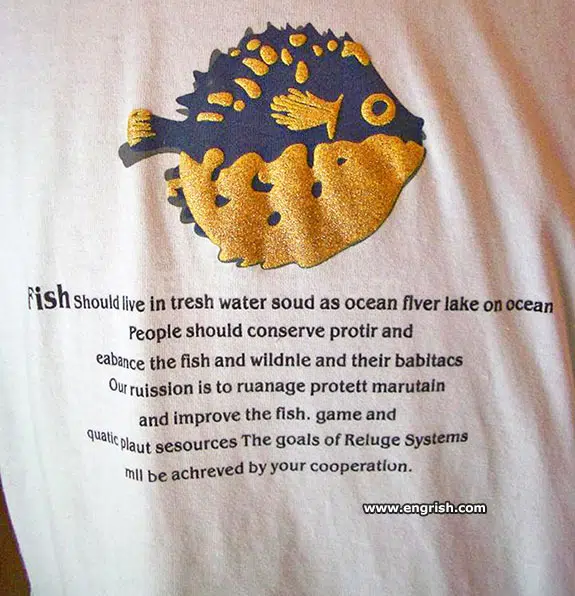 Fish Should live in tresh water soud as ocean flver lake on ocean
People should conserve protir and
eabance the fish and wildnle and their babitacs
Our ruission is to ruanage protett marutain
and improve the fish. game and
quatic plaut sesources The goals of Reluge Systems
mll be achreved by your cooperation.
www.engrish.com